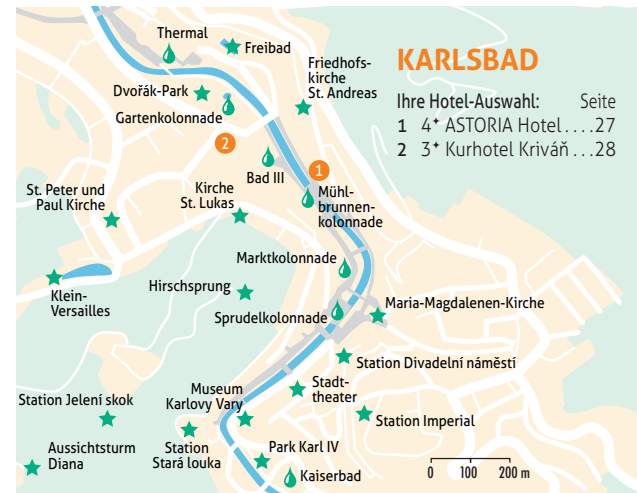 Thermal
Freibad
Friedhofs-
kirche
St. Andreas
KARLSBAD
Dvořák-Park
Gartenkolonnade
Ihre Hotel-Auswahl: Seite
1 4✦ ASTORIA Hotel....27
2 3✦ Kurhotel Kriváň...28
2
Bad III
1
St. Peter und
Paul Kirche
Kirche
St. Lukas
Mühl-
brunnen-
kolonnade
Marktkolonnade
Klein-
Versailles
Hirschsprung
Sprudelkolonnade
Maria-Magdalenen-Kirche
Station Divadelní náměstí
Museum
Karlovy Vary
Stadt-
theater
Station Jelení skok
Station Imperial
Aussichtsturm
Diana
Station
Stará louka
Park Karl IV
Kaiserbad
0 100 200 m